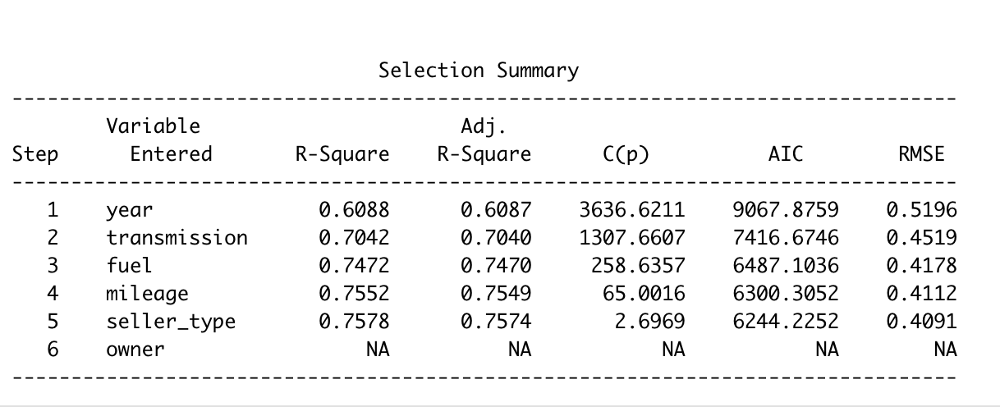 Selection Summary
--------------------------------------------------------------------------------
        Variable                      Adj.
Step      Entered       R-Square    R-Square      C(p)          AIC        RMSE
--------------------------------------------------------------------------------
   1    year              0.6088      0.6087    3636.6211    9067.8759    0.5196
   2    transmission      0.7042      0.7040    1307.6607    7416.6746    0.4519
   3    fuel              0.7472      0.7470     258.6357    6487.1036    0.4178
   4    mileage           0.7552      0.7549      65.0016    6300.3052    0.4112
   5    seller_type       0.7578      0.7574       2.6969    6244.2252    0.4091
   6    owner                 NA          NA           NA           NA        NA
--------------------------------------------------------------------------------